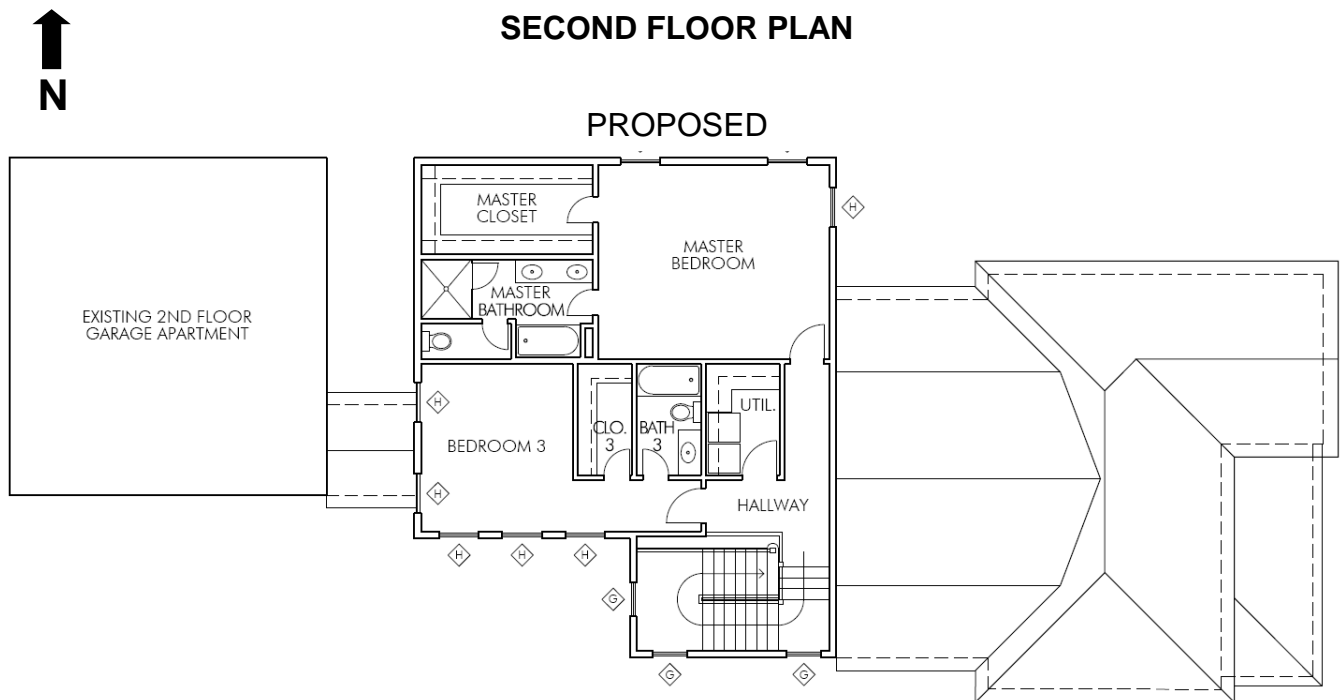 SECOND FLOOR PLAN
N
PROPOSED
MASTER
CLOSET
H
MASTER
BEDROOM
MASTER
BATHROOM
EXISTING 2ND FLOOR
GARAGE APARTMENT
H
UTIL.
CLO.
3
BATH
3
BEDROOM 3
H
HALLWAY
H
H
H
G
G
G